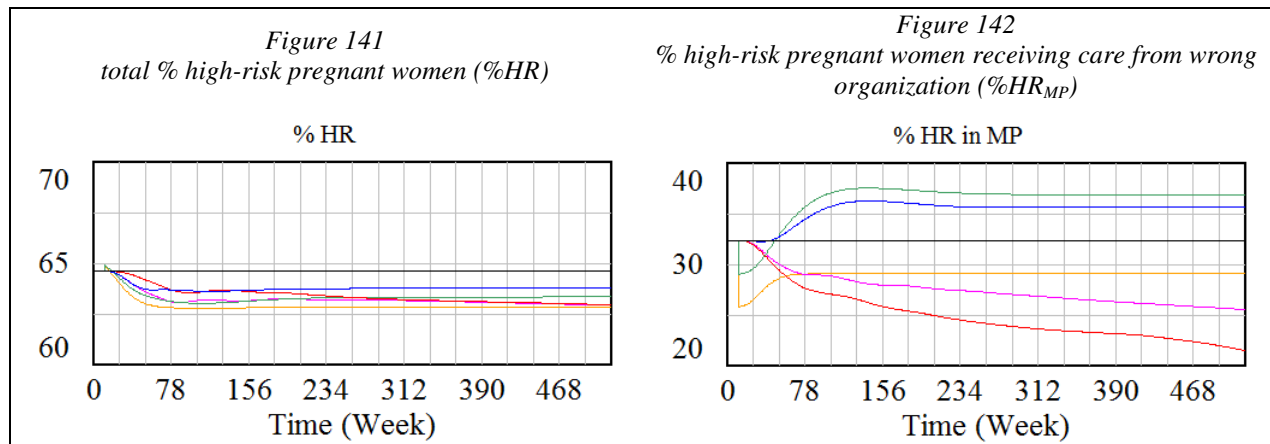 Figure 141
total % high-risk pregnant women (%HR)
% HR
70
65
60
0 78 156 234 312 390 468
Time (Week)
Figure 142
% high-risk pregnant women receiving care from wrong
organization (%HRMP)
% HR in MP
40
30
20
0 78 156 234 312 390 468
Time (Week)